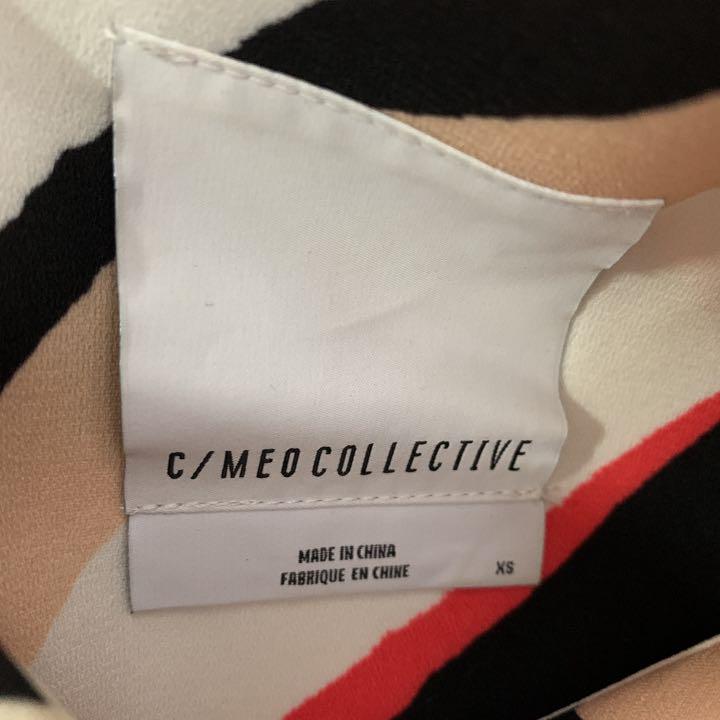 C/MEO COLLECTIVE
MADE IN CHINA
FABRIQUE EN CHINE
XS